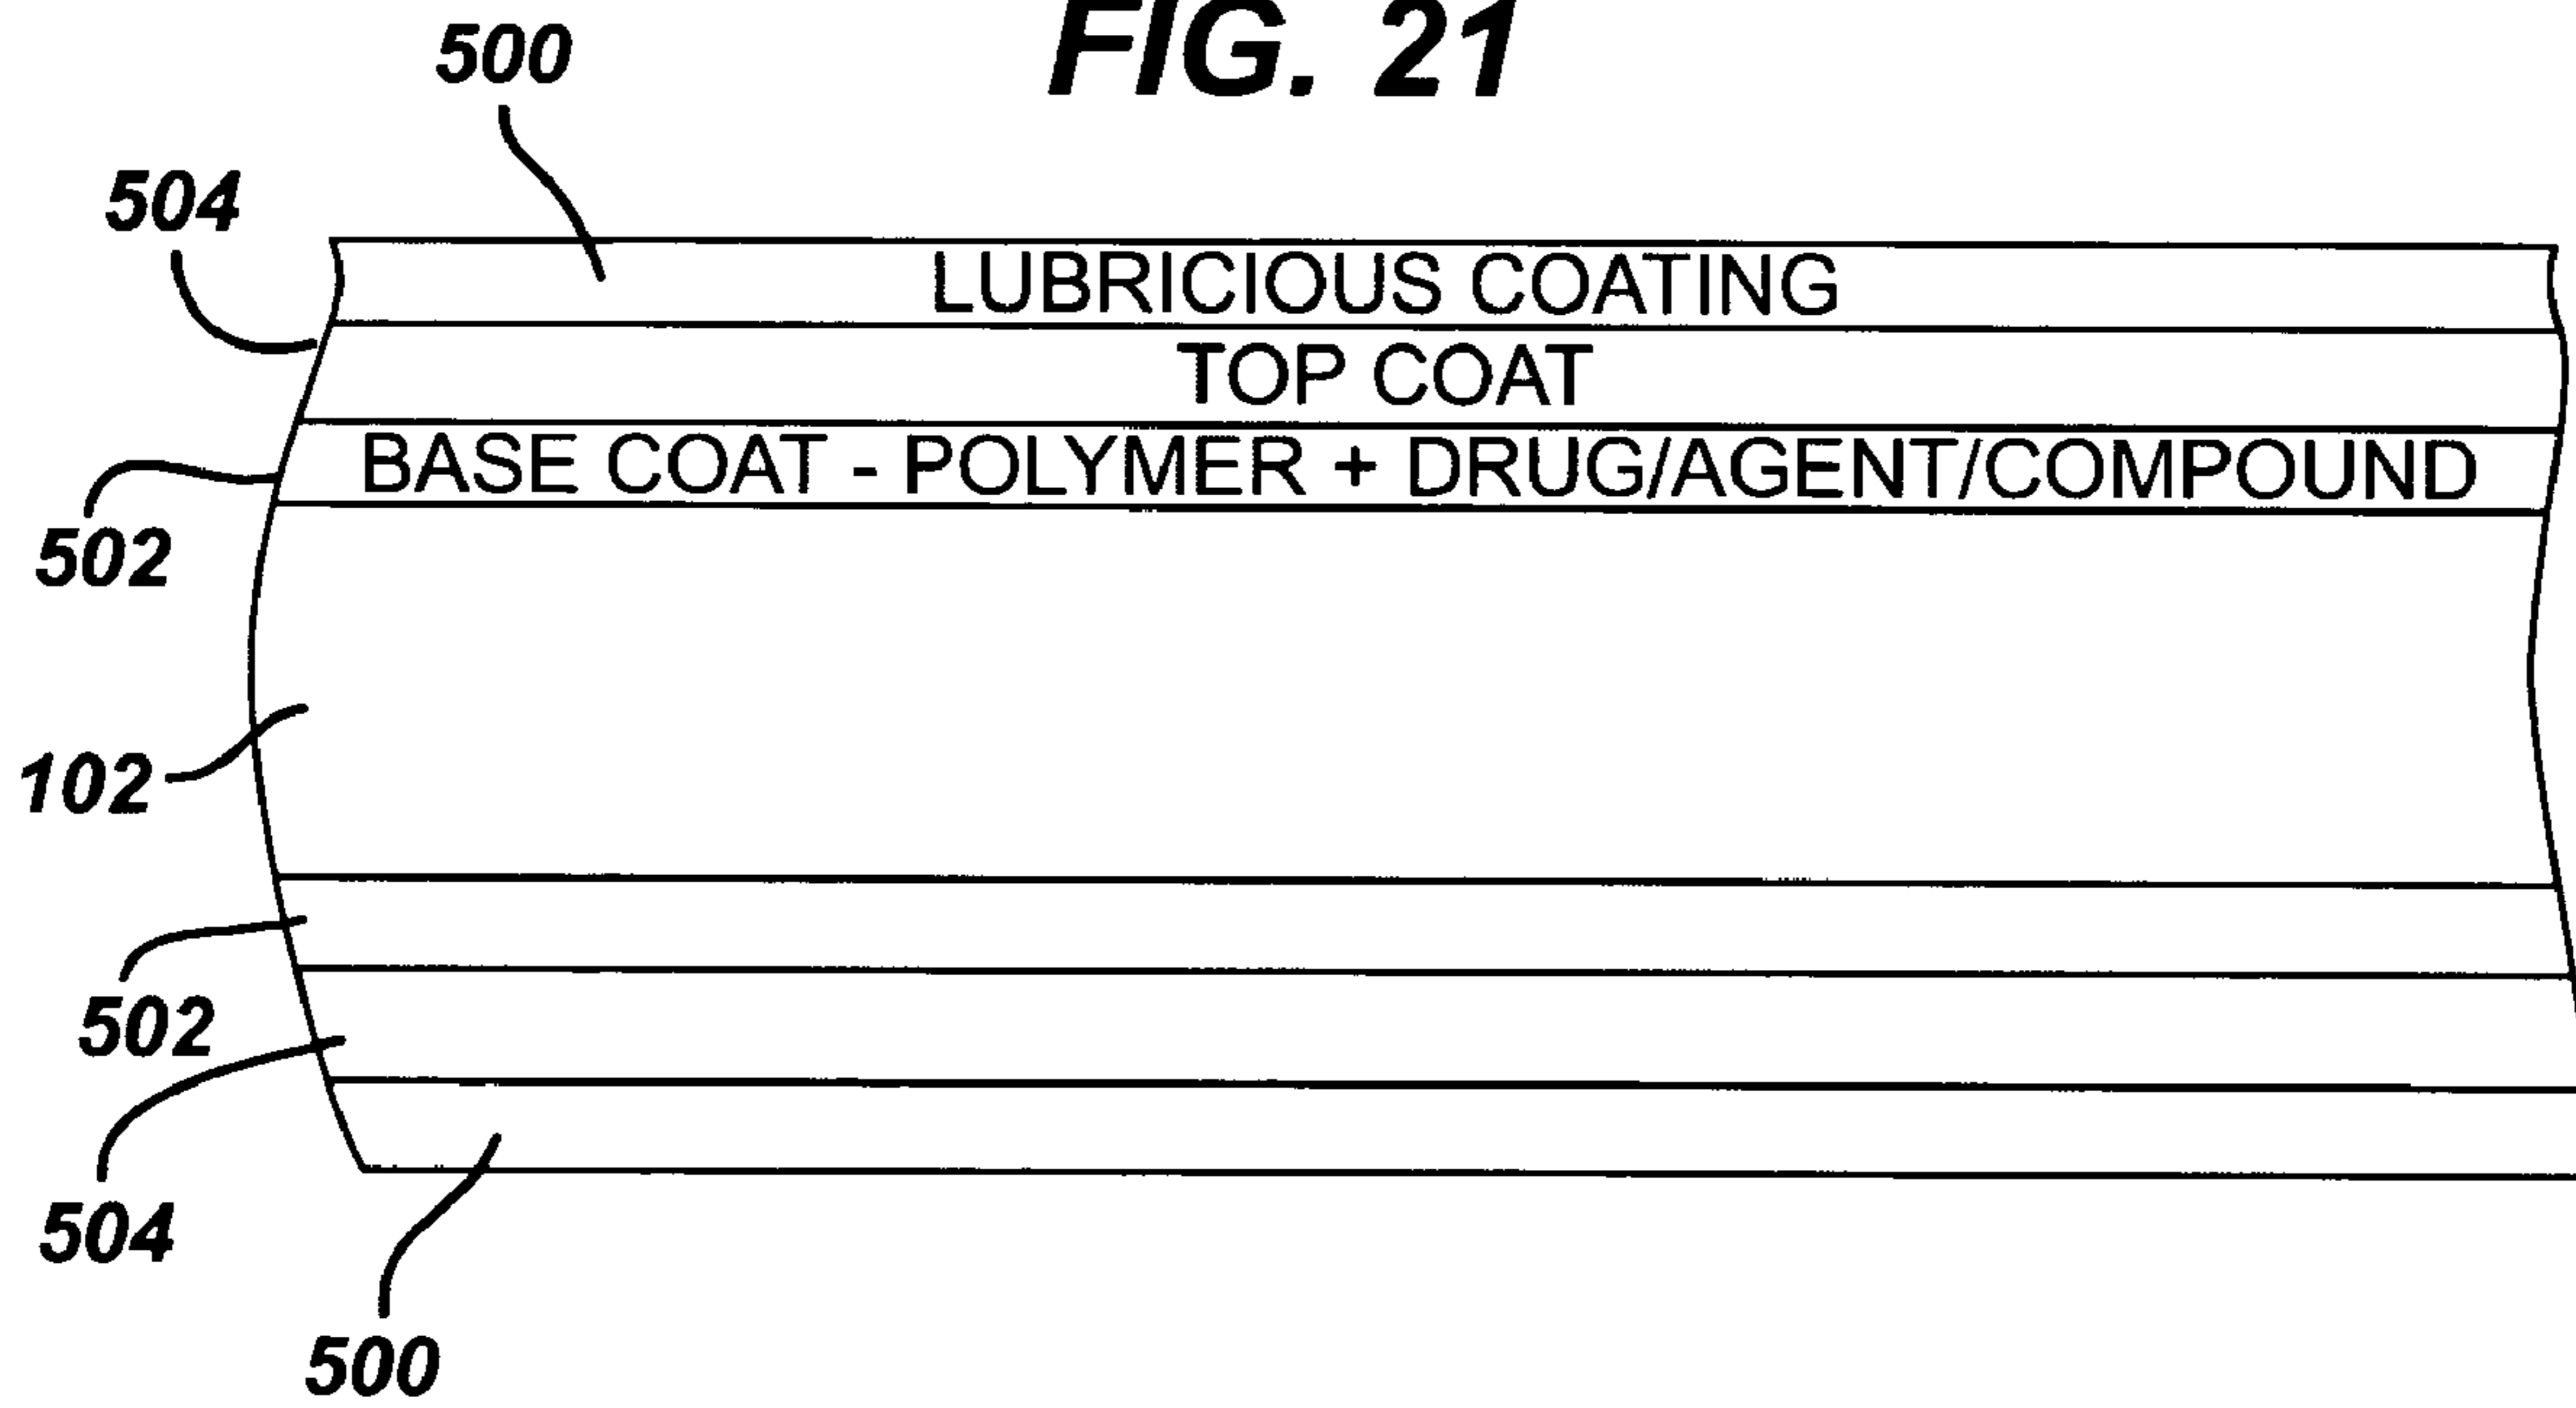 FIG. 21
500
504
LUBRICIOUS COATING
TOP COAT
BASE COAT - POLYMER + DRUG/AGENT/COMPOUND
502
102
502
504
500